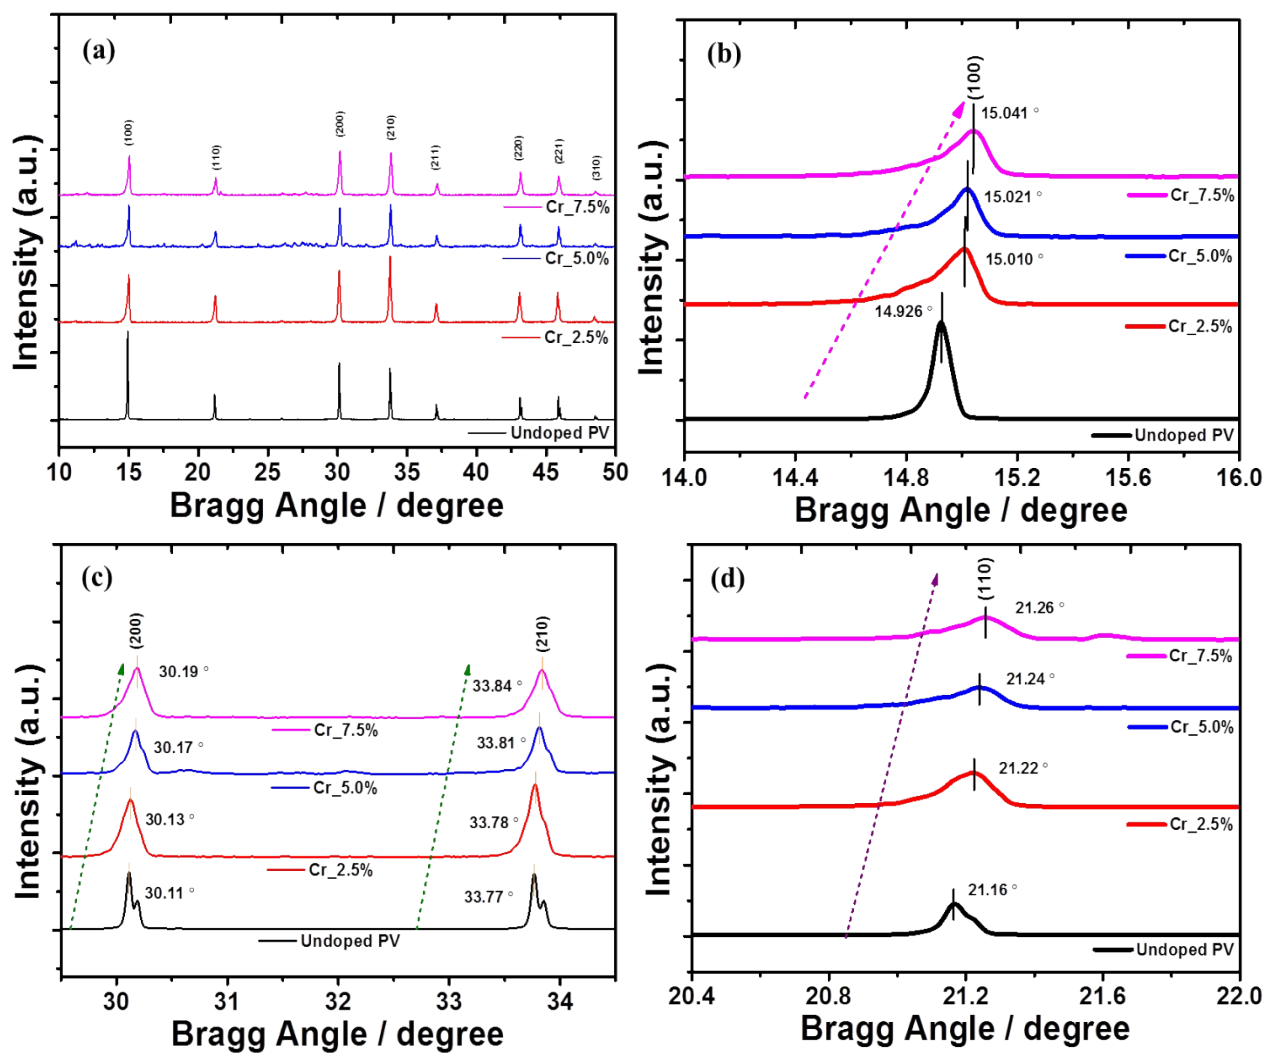 (a)
Intensity (a.u.)
(100)
(110)
(200)
(210)
(211)
(220)
(221)
(310)
Cr_7.5%
Cr_5.0%
Cr_2.5%
Undoped PV
10 15 20 25 30 35 40 45 50
Bragg Angle / degree
(b)
Intensity (a.u.)
(100)
15.041 °
Cr_7.5%
15.021 °
Cr_5.0%
15.010 °
Cr_2.5%
14.926 °
Undoped PV
14.0 14.4 14.8 15.2 15.6 16.0
Bragg Angle / degree
(c)
Intensity (a.u.)
(200)
(210)
30.19 °
33.84 °
Cr_7.5%
30.17 °
33.81 °
Cr_5.0%
30.13 °
33.78 °
Cr_2.5%
30.11 °
33.77 °
Undoped PV
30 31 32 33 34
Bragg Angle / degree
(d)
Intensity (a.u.)
(110)
21.26 °
Cr_7.5%
21.24 °
Cr_5.0%
21.22 °
Cr_2.5%
21.16 °
Undoped PV
20.4 20.8 21.2 21.6 22.0
Bragg Angle / degree